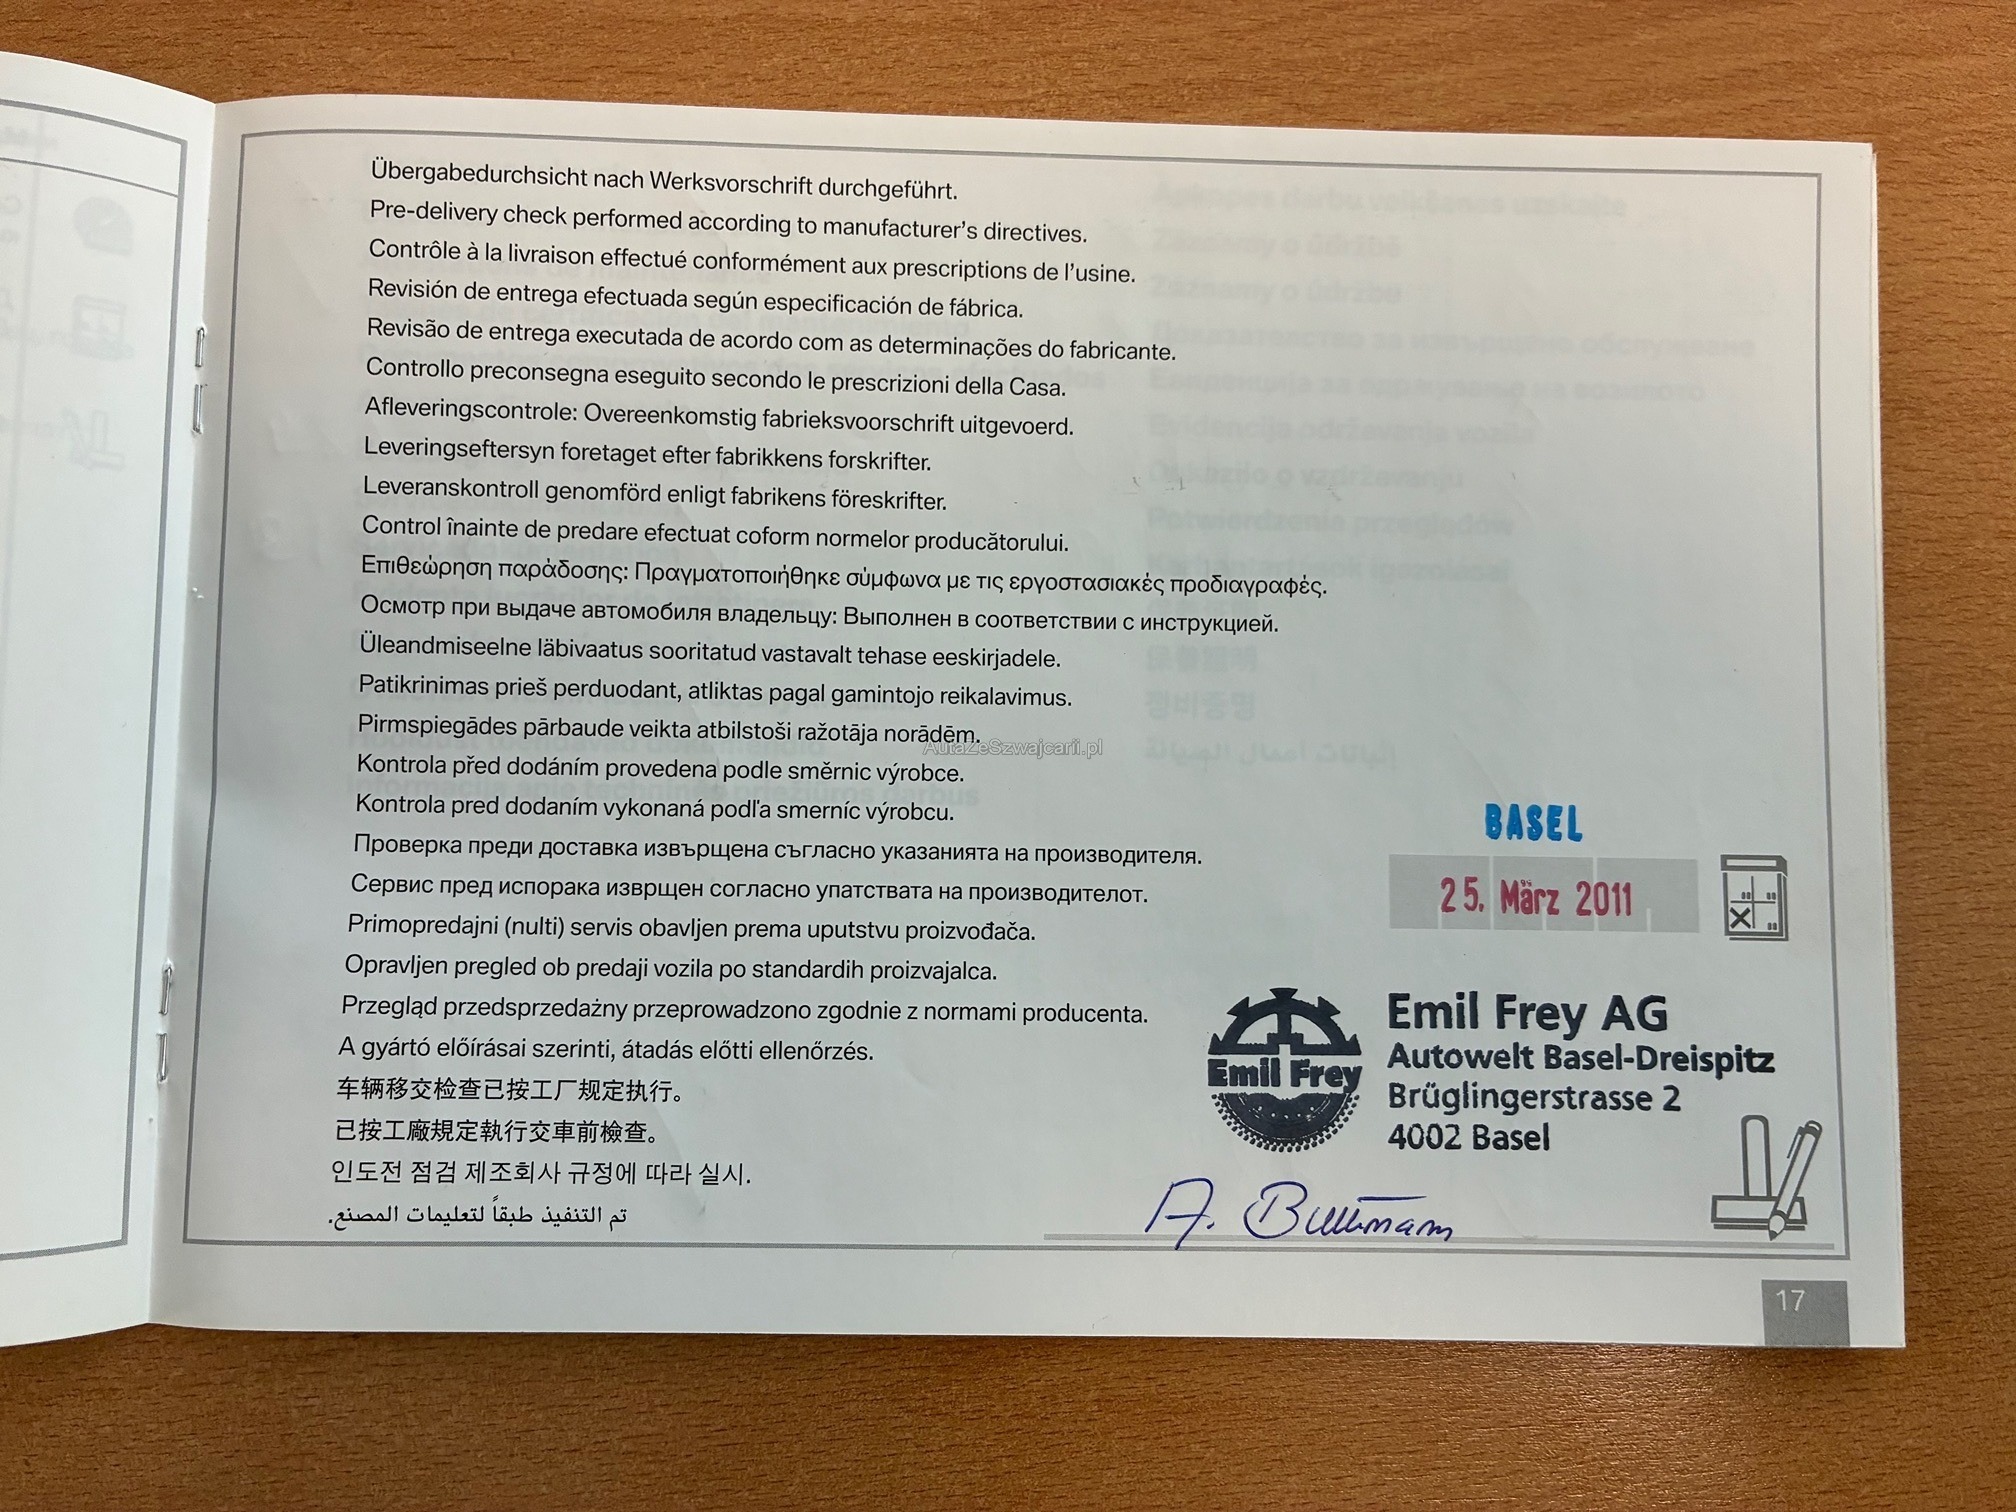 Übergabedurchsicht nach Werksvorschrift durchgeführt.
Pre-delivery check performed according to manufacturer's directives.
Contrôle à la livraison effectué conformément aux prescriptions de l'usine.
Revisión de entrega efectuada según especificación de fábrica.
Revisão de entrega executada de acordo com as determinações do fabricante.
Controllo preconsegna eseguito secondo le prescrizioni della Casa.
Afleveringscontrole: Overeenkomstig fabrieksvoorschrift uitgevoerd.
Leveringseftersyn foretaget efter fabrikkens forskrifter.
Leveranskontroll genomförd enligt fabrikens föreskrifter.
Control înainte de predare efectuat coform normelor producătorului.
Επιθεώρηση παράδοσης: Πραγματοποιήθηκε σύμφωνα με τις εργοστασιακές προδιαγραφές.
Осмотр при выдаче автомобиля владельцу: Выполнен в соответствии с инструкцией.
Üleandmiseelne läbivaatus sooritatud vastavalt tehase eeskirjadele.
Patikrinimas prieš perduodant, atliktas pagal gamintojo reikalavimus.
Pirmspiegādes pārbaude veikta atbilstoši ražotāja norādēm.
AutaZeSzwajcarii.pl
Kontrola před dodáním provedena podle směrnic výrobce.
Kontrola pred dodaním vykonaná podľa smerníc výrobcu.
Проверка преди доставка извърщена съгласно указанията на производителя.
Сервис пред испорака изврщен согласно упатствата на производителот.
Primopredajni (nulti) servis obavljen prema uputstvu proizvođača.
Opravljen pregled ob predaji vozila po standardih proizvajalca.
Przegląd przedsprzedażny przeprowadzono zgodnie z normami producenta.
A gyártó előírásai szerinti, átadás előtti ellenőrzés.
车辆移交检查已按工厂规定执行。
已按工廠規定執行交車前檢查。
인도전 점검 제조회사 규정에 따라 실시.
تم التنفيذ طبقاً لتعليمات المصنع.
BASEL
25. März 2011
Emil Frey
Emil Frey AG
Autowelt Basel-Dreispitz
Brüglingerstrasse 2
4002 Basel
A.
17